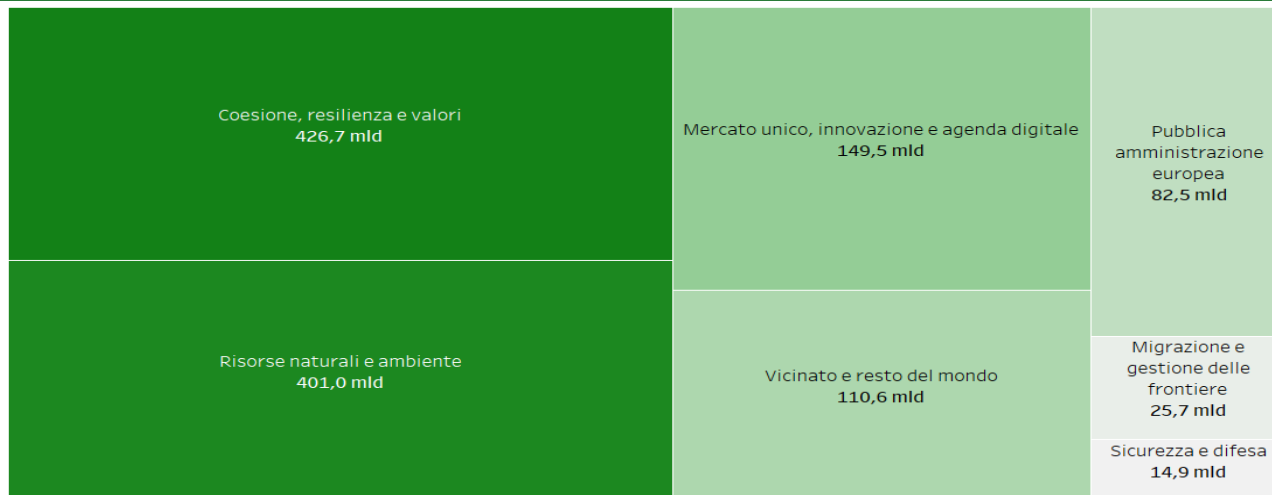 Coesione, resilienza e valori
426,7 mld
Risorse naturali e ambiente
401,0 mld
Mercato unico, innovazione e agenda digitale
149,5 mld
Vicinato e resto del mondo
110,6 mld
Pubblica
amministrazione
europea
82,5 mld
Migrazione e
gestione delle
frontiere
25,7 mld
Sicurezza e difesa
14,9 mld